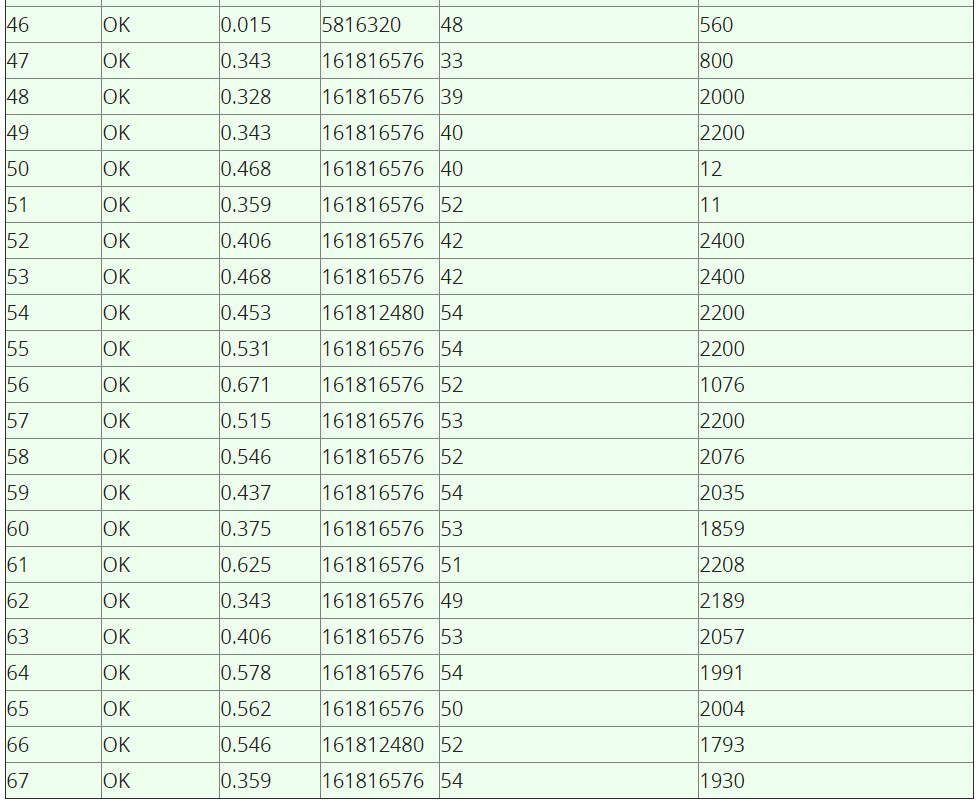 46 OK 0.015 5816320 48 560
47 OK 0.343 161816576 33 800
48 OK 0.328 161816576 39 2000
49 OK 0.343 161816576 40 2200
50 OK 0.468 161816576 40 12
51 OK 0.359 161816576 52 11
52 OK 0.406 161816576 42 2400
53 OK 0.468 161816576 42 2400
54 OK 0.453 161812480 54 2200
55 OK 0.531 161816576 54 2200
56 OK 0.671 161816576 52 1076
57 OK 0.515 161816576 53 2200
58 OK 0.546 161816576 52 2076
59 OK 0.437 161816576 54 2035
60 OK 0.375 161816576 53 1859
61 OK 0.625 161816576 51 2208
62 OK 0.343 161816576 49 2189
63 OK 0.406 161816576 53 2057
64 OK 0.578 161816576 54 1991
65 OK 0.562 161816576 50 2004
66 OK 0.546 161812480 52 1793
67 OK 0.359 161816576 54 1930